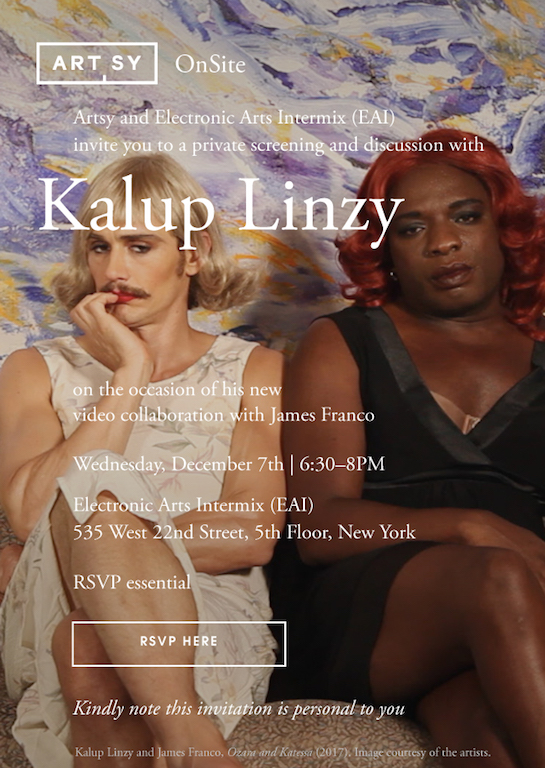 ARTSY OnSite
Artsy and Electronic Arts Intermix (EAI)
invite you to a private screening and discussion with
Kalup Linzy
on the occasion of his new
video collaboration with James Franco
Wednesday, December 7th | 6:30–8PM
Electronic Arts Intermix (EAI)
535 West 22nd Street, 5th Floor, New York
RSVP essential
RSVP HERE
Kindly note this invitation is personal to you
Kalup Linzy and James Franco, Ozara and Katessa (2017). Image courtesy of the artists.